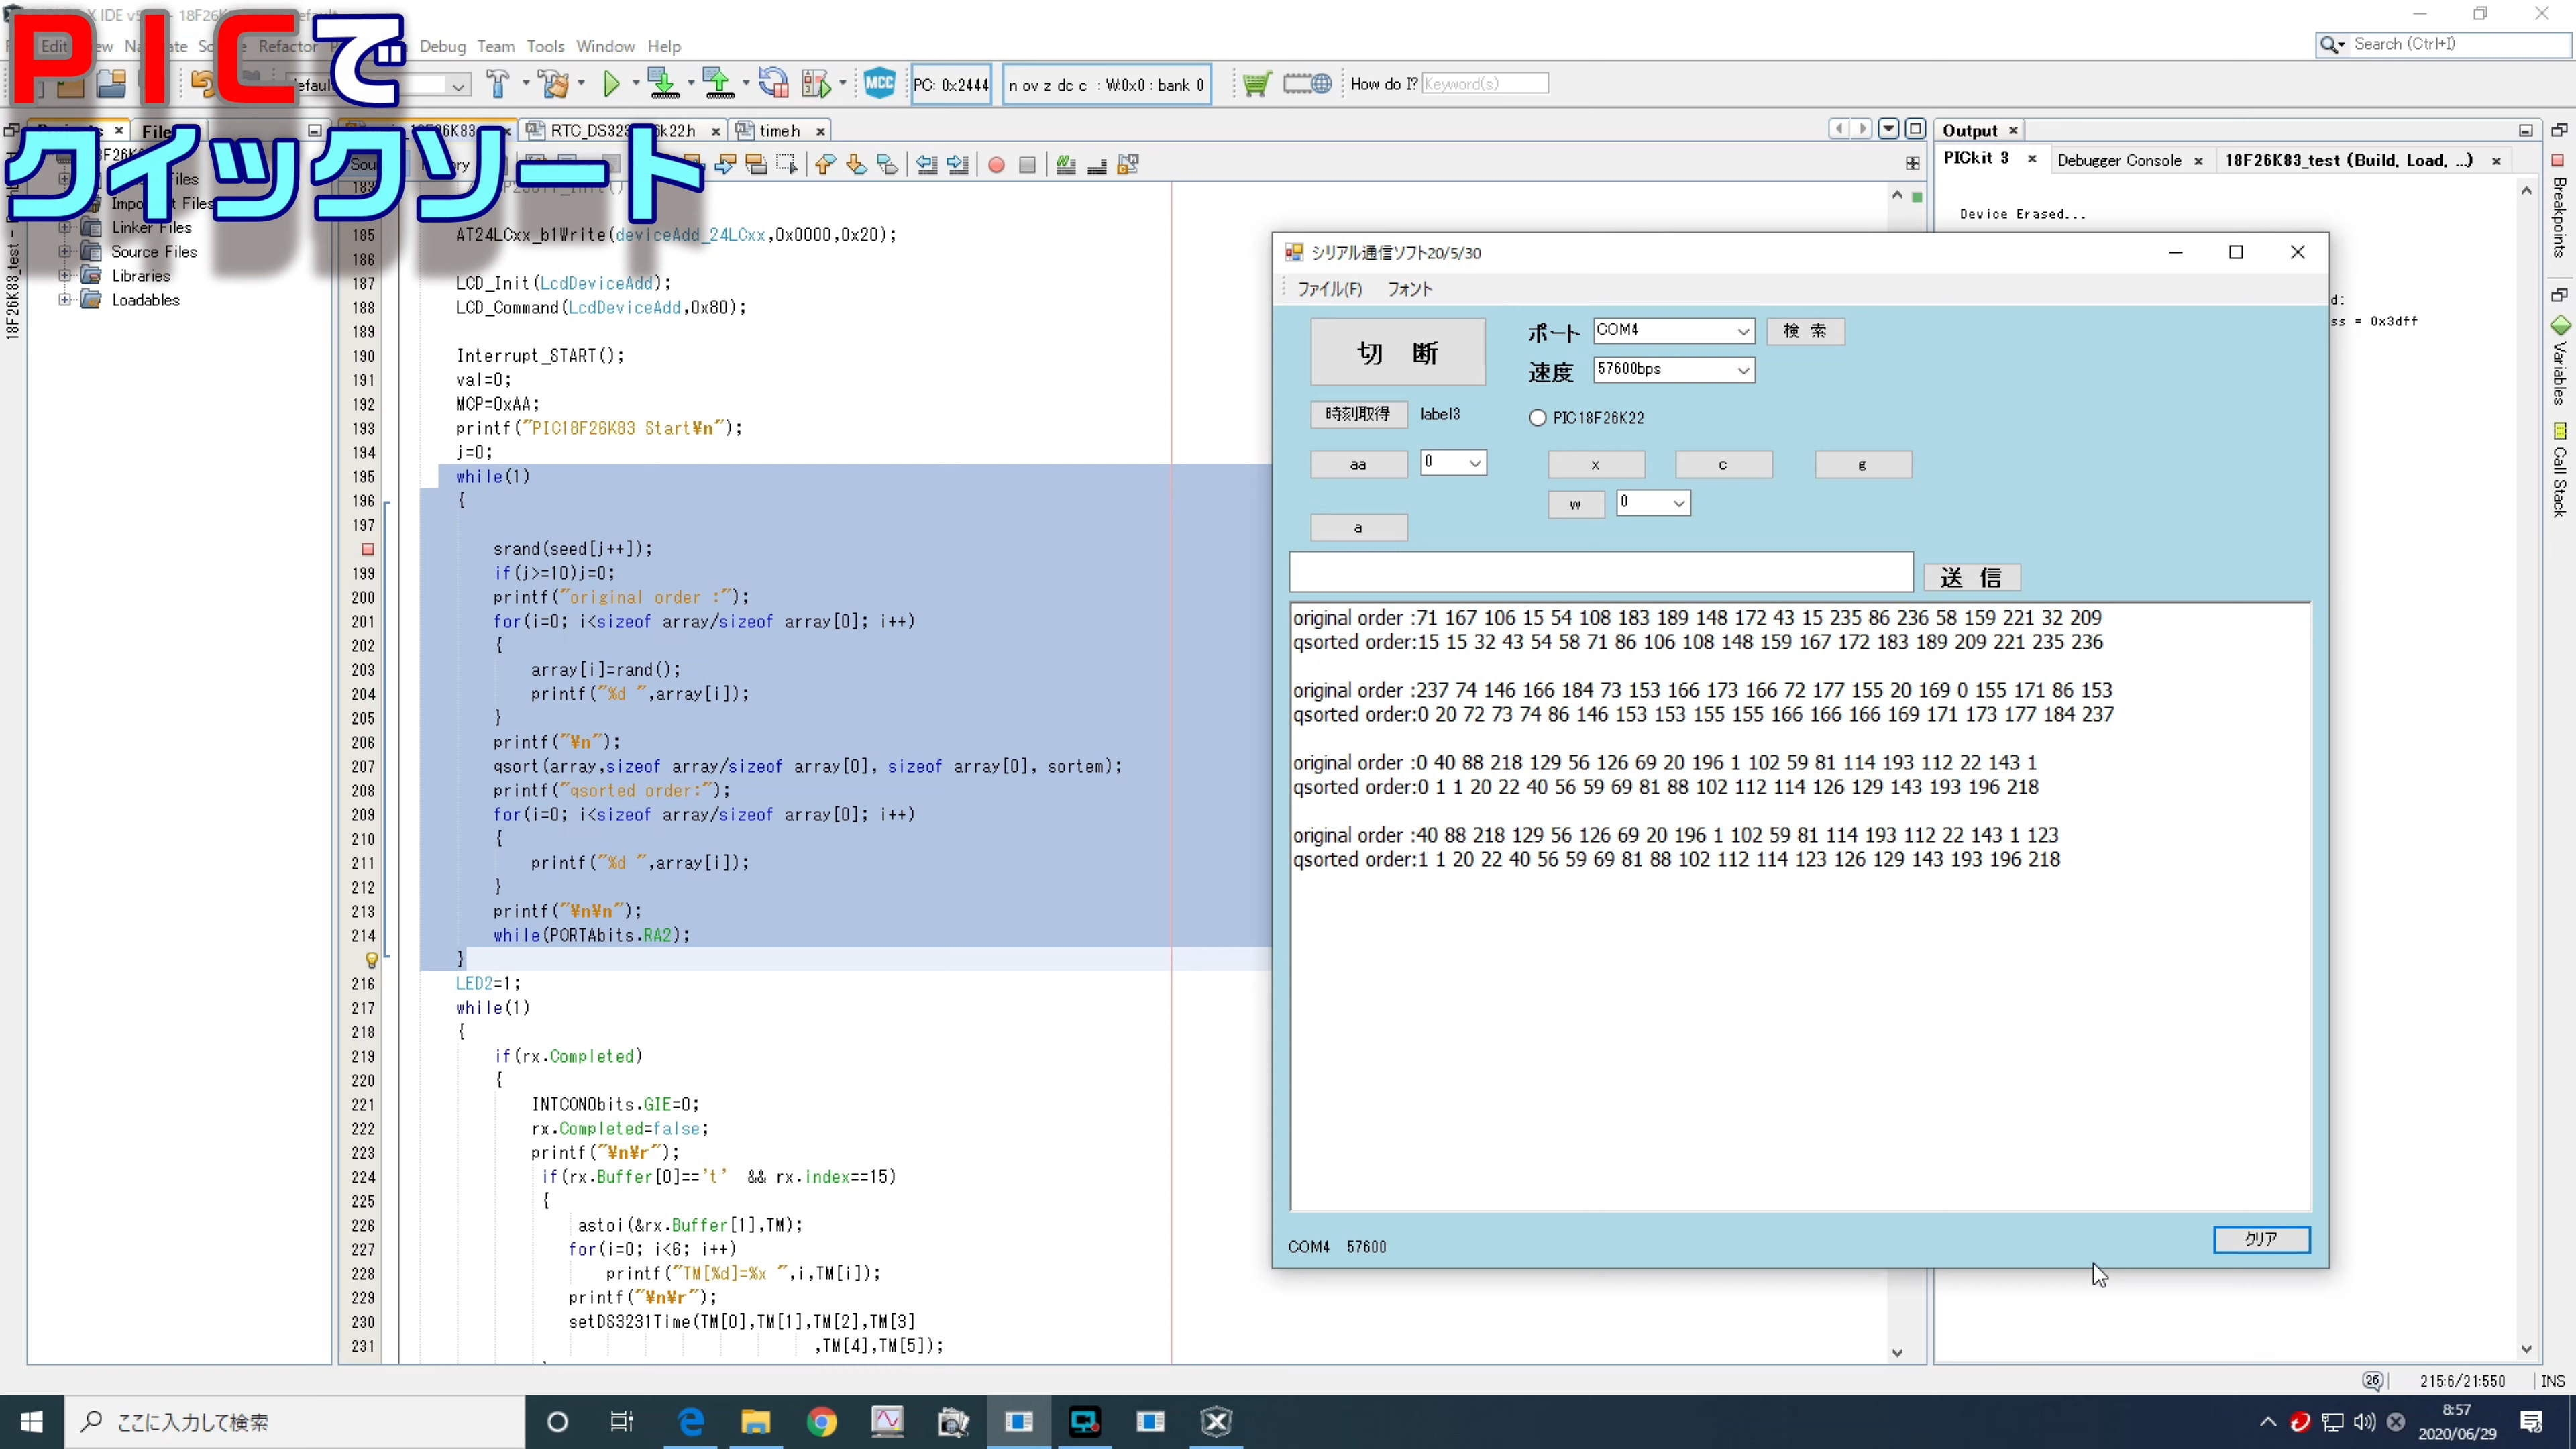 PICで
クイックソート
X IDE v5
18F26K
default
Edit
Refactor
Debug Team Tools Window Help
Search (Ctrl+I)
PC: 0x2444
n ov z dc c : W:0x0 : bank 0
How do I? Keyword(s)
MCC
File
RTC_DS323
6k22.h
time.h
Output
PICkit 3
Debugger Console
18F26K83_test (Build, Load, ...)
Device Erased...
ss = 0x3dff
Files
Files
Linker Files
Source Files
Libraries
Loadables
18F26K83_test
Breakpoints
Variables
Call Stack
183
185 AT24LCxx_b1Write(deviceAdd_24LCxx,0x0000,0x20);
186
187 LCD_Init(LcdDeviceAdd);
188 LCD_Command(LcdDeviceAdd,0x80);
189
190 Interrupt_START();
191 val=0;
192 MCP=0xAA;
193 printf("PIC18F26K83 Start¥n");
194 j=0;
195 while(1)
196 {
197
srand(seed[j++]);
199 if(j>=10)j=0;
200 printf("original order :");
201 for(i=0; i<sizeof array/sizeof array[0]; i++)
202 {
203 array[i]=rand();
204 printf("%d ",array[i]);
205 }
206 printf("¥n");
207 qsort(array,sizeof array/sizeof array[0], sizeof array[0], sortem);
208 printf("qsorted order:");
209 for(i=0; i<sizeof array/sizeof array[0]; i++)
210 {
211 printf("%d ",array[i]);
212 }
213 printf("¥n¥n");
214 while(PORTAbits.RA2);
}
216 LED2=1;
217 while(1)
218 {
219 if(rx.Completed)
220 {
221 INTCON0bits.GIE=0;
222 rx.Completed=false;
223 printf("¥n¥r");
224 if(rx.Buffer[0]=='t' && rx.index==15)
225 {
226 astoi(&rx.Buffer[1],TM);
227 for(i=0; i<6; i++)
228 printf("TM[%d]=%x ",i,TM[i]);
229 printf("¥n¥r");
230 setDS3231Time(TM[0],TM[1],TM[2],TM[3]
231 ,TM[4],TM[5]);
シリアル通信ソフト20/5/30
ファイル(F) フォント
切 断
ポート COM4 検 索
速度 57600bps
時刻取得 label3
PIC18F26K22
aa 0 x c g
w 0
a
送 信
original order :71 167 106 15 54 108 183 189 148 172 43 15 235 86 236 58 159 221 32 209
qsorted order:15 15 32 43 54 58 71 86 106 108 148 159 167 172 183 189 209 221 235 236
original order :237 74 146 166 184 73 153 166 173 166 72 177 155 20 169 0 155 171 86 153
qsorted order:0 20 72 73 74 86 146 153 153 155 155 166 166 166 169 171 173 177 184 237
original order :0 40 88 218 129 56 126 69 20 196 1 102 59 81 114 193 112 22 143 1
qsorted order:0 1 1 20 22 40 56 59 69 81 88 102 112 114 126 129 143 193 196 218
original order :40 88 218 129 56 126 69 20 196 1 102 59 81 114 193 112 22 143 1 123
qsorted order:1 1 20 22 40 56 59 69 81 88 102 112 114 123 126 129 143 193 196 218
クリア
COM4 57600
26
215:6/21:550 INS
ここに入力して検索
8:57
2020/06/29